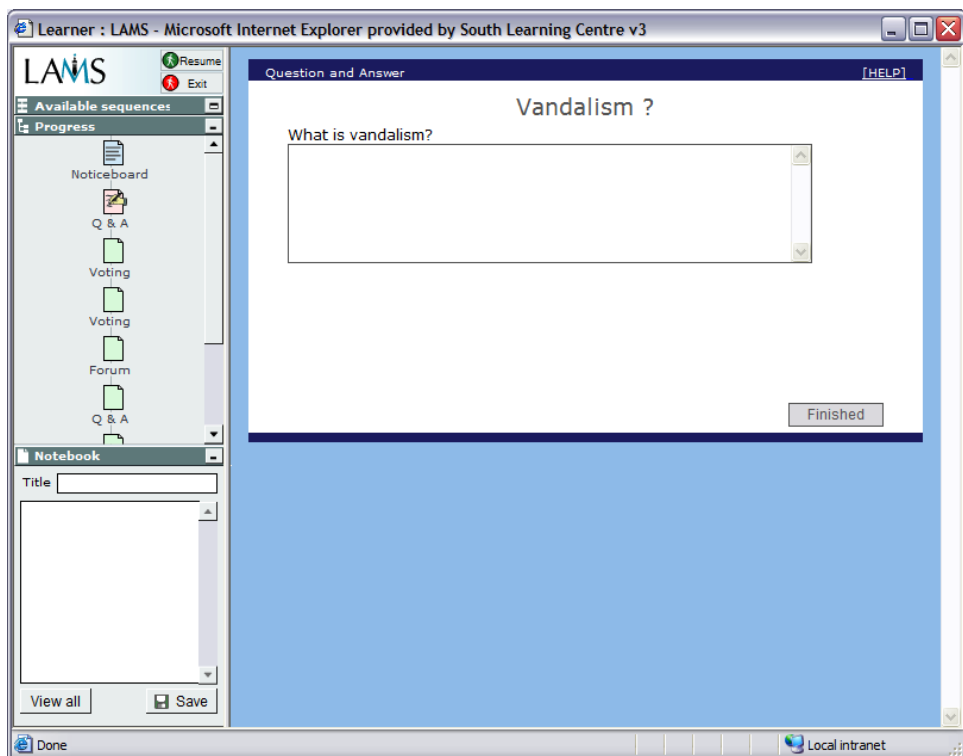 Learner : LAMS - Microsoft Internet Explorer provided by South Learning Centre v3
LAMS
Resume
Exit
Available sequences
Progress
Noticeboard
Q & A
Voting
Voting
Forum
Q & A
Notebook
Title
View all
Save
Question and Answer
[HELP]
Vandalism ?
What is vandalism?
Finished
Done
Local intranet